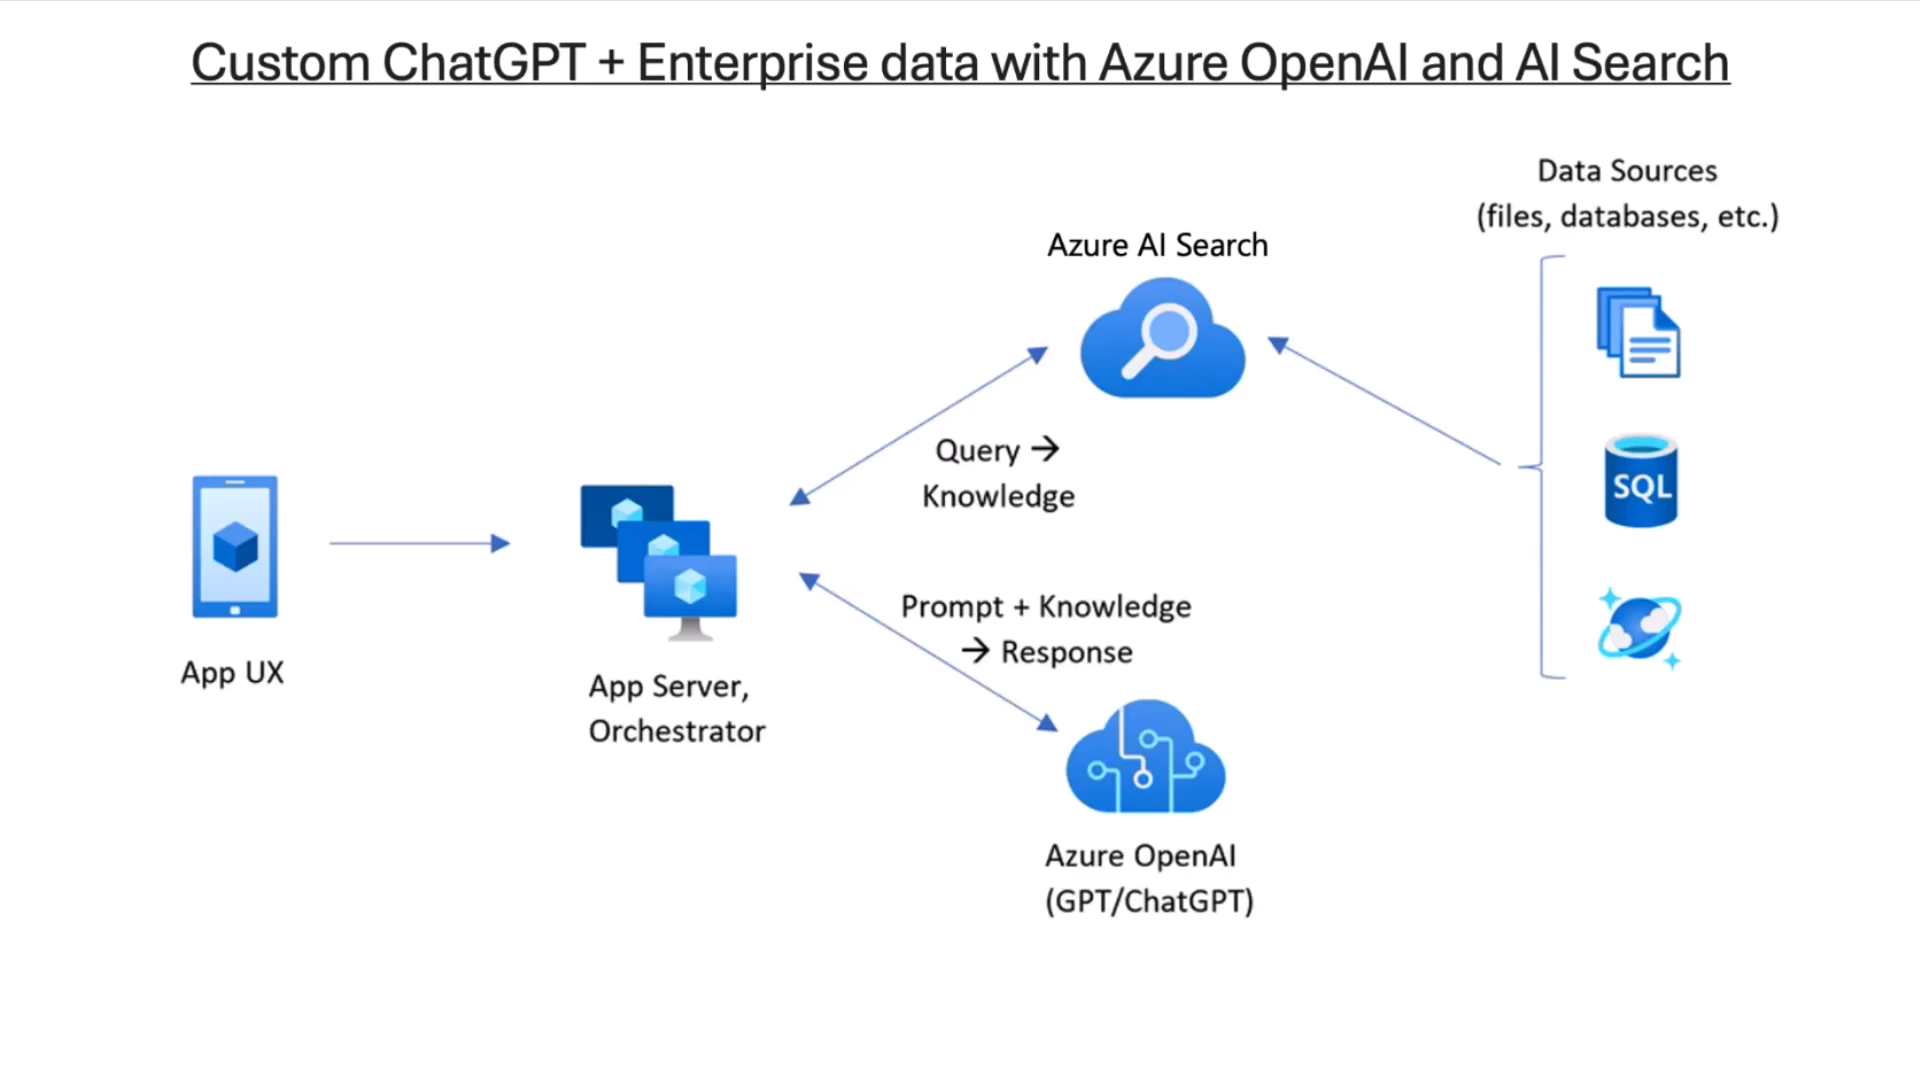 Custom ChatGPT + Enterprise data with Azure OpenAI and AI Search
Data Sources
(files, databases, etc.)
Azure AI Search
Query →
Knowledge
SQL
Prompt + Knowledge
→ Response
App UX
App Server,
Orchestrator
Azure OpenAI
(GPT/ChatGPT)